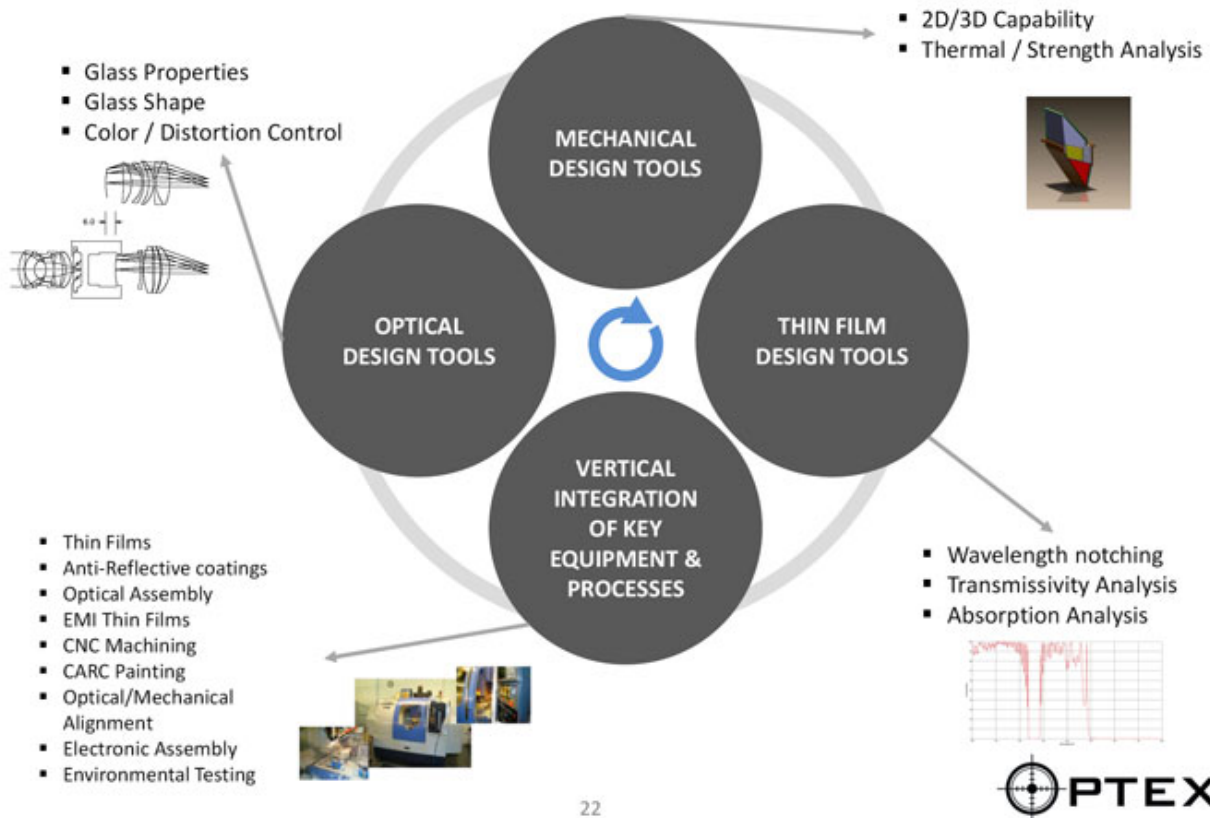 ▪ 2D/3D Capability
▪ Thermal / Strength Analysis
▪ Glass Properties
▪ Glass Shape
▪ Color / Distortion Control
6.0
MECHANICAL
DESIGN TOOLS
OPTICAL
DESIGN TOOLS
THIN FILM
DESIGN TOOLS
VERTICAL
INTEGRATION
OF KEY
EQUIPMENT &
PROCESSES
▪ Thin Films
▪ Anti-Reflective coatings
▪ Optical Assembly
▪ EMI Thin Films
▪ CNC Machining
▪ CARC Painting
▪ Optical/Mechanical
Alignment
▪ Electronic Assembly
▪ Environmental Testing
▪ Wavelength notching
▪ Transmissivity Analysis
▪ Absorption Analysis
22
OPTEX